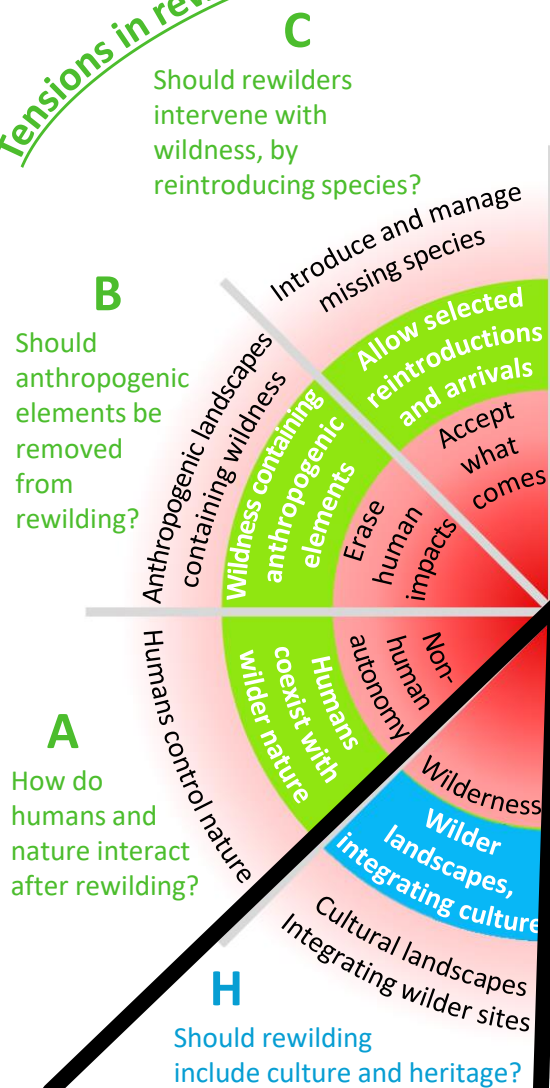 Tensions in
C
Should rewilders
intervene with
wildness, by
reintroducing species?
Introduce and manage
missing species
Allow selected
reintroductions
and arrivals
Accept
what
comes
B
Should
anthropogenic
elements be
removed
from
rewilding?
Anthropogenic landscapes
containing wildness
Wildness containing
anthropogenic
elements
Erase
human
impacts
A
How do
humans and
nature interact
after rewilding?
Humans control nature
Humans
coexist with
wilder nature
Non-
human
autonomy
Wilderness
Wilder
landscapes,
integrating culture
Cultural landscapes
Integrating wilder sites
H
Should rewilding
include culture and heritage?